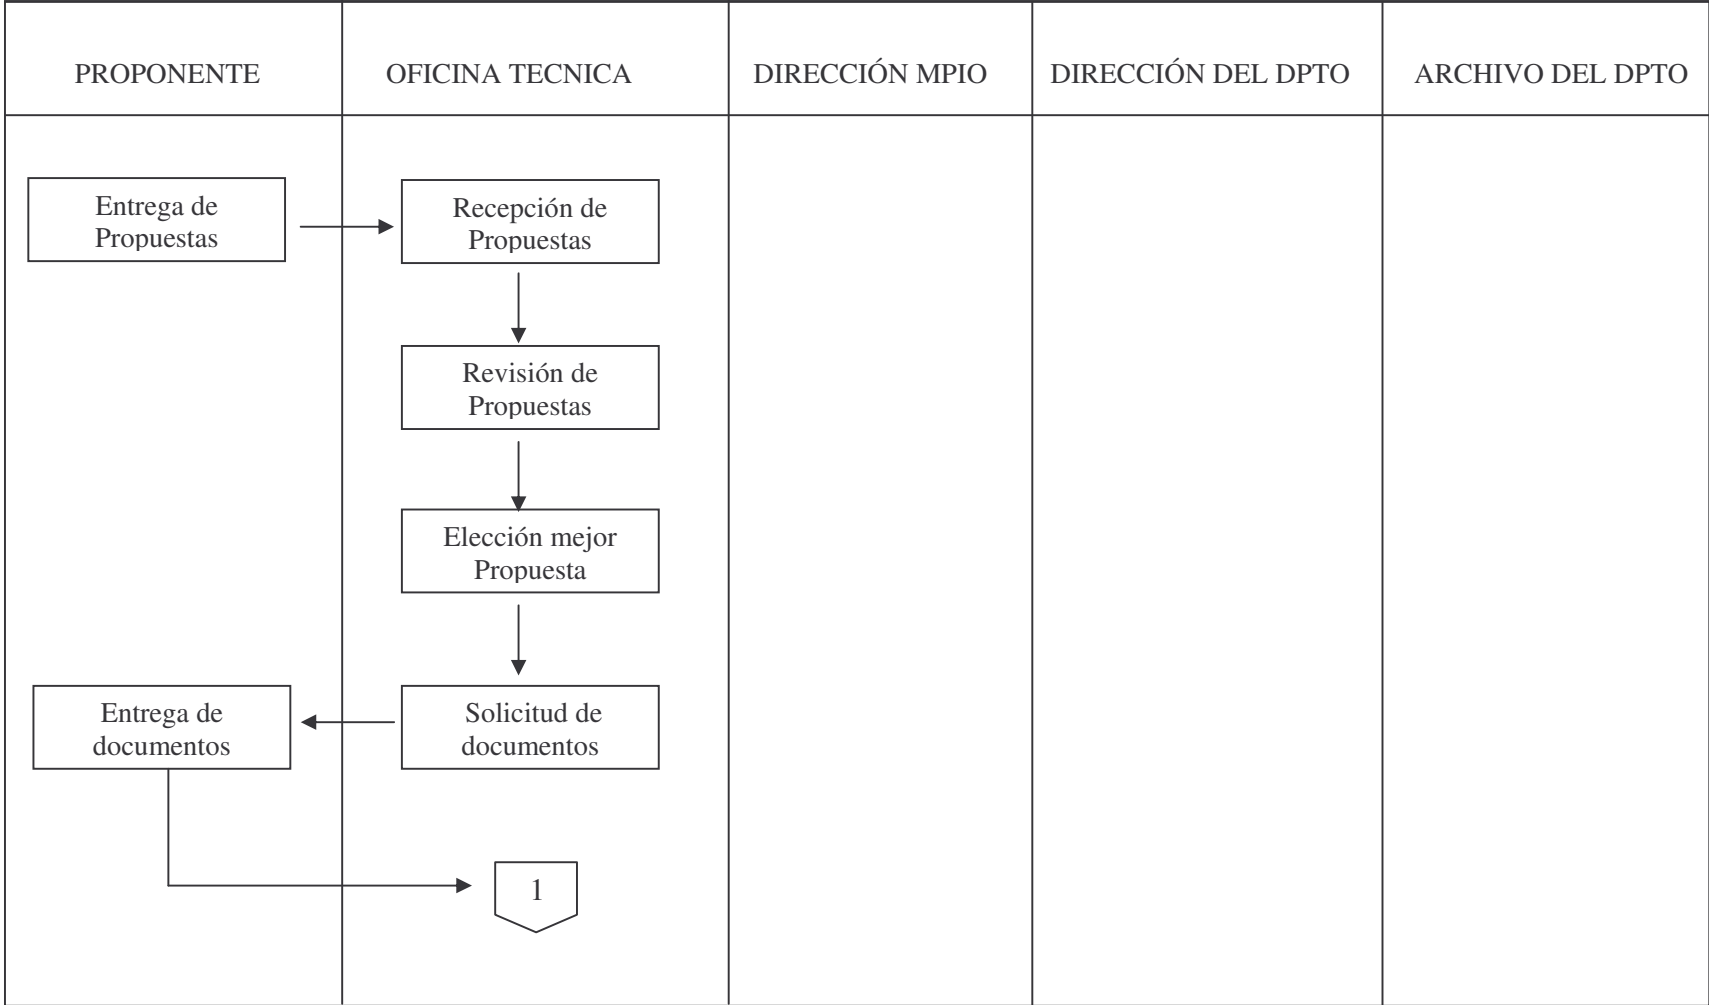 PROPONENTE
OFICINA TECNICA
DIRECCIÓN MPIO
DIRECCIÓN DEL DPTO
ARCHIVO DEL DPTO
Entrega de
Propuestas
Recepción de
Propuestas
Revisión de
Propuestas
Elección mejor
Propuesta
Entrega de
documentos
Solicitud de
documentos
1